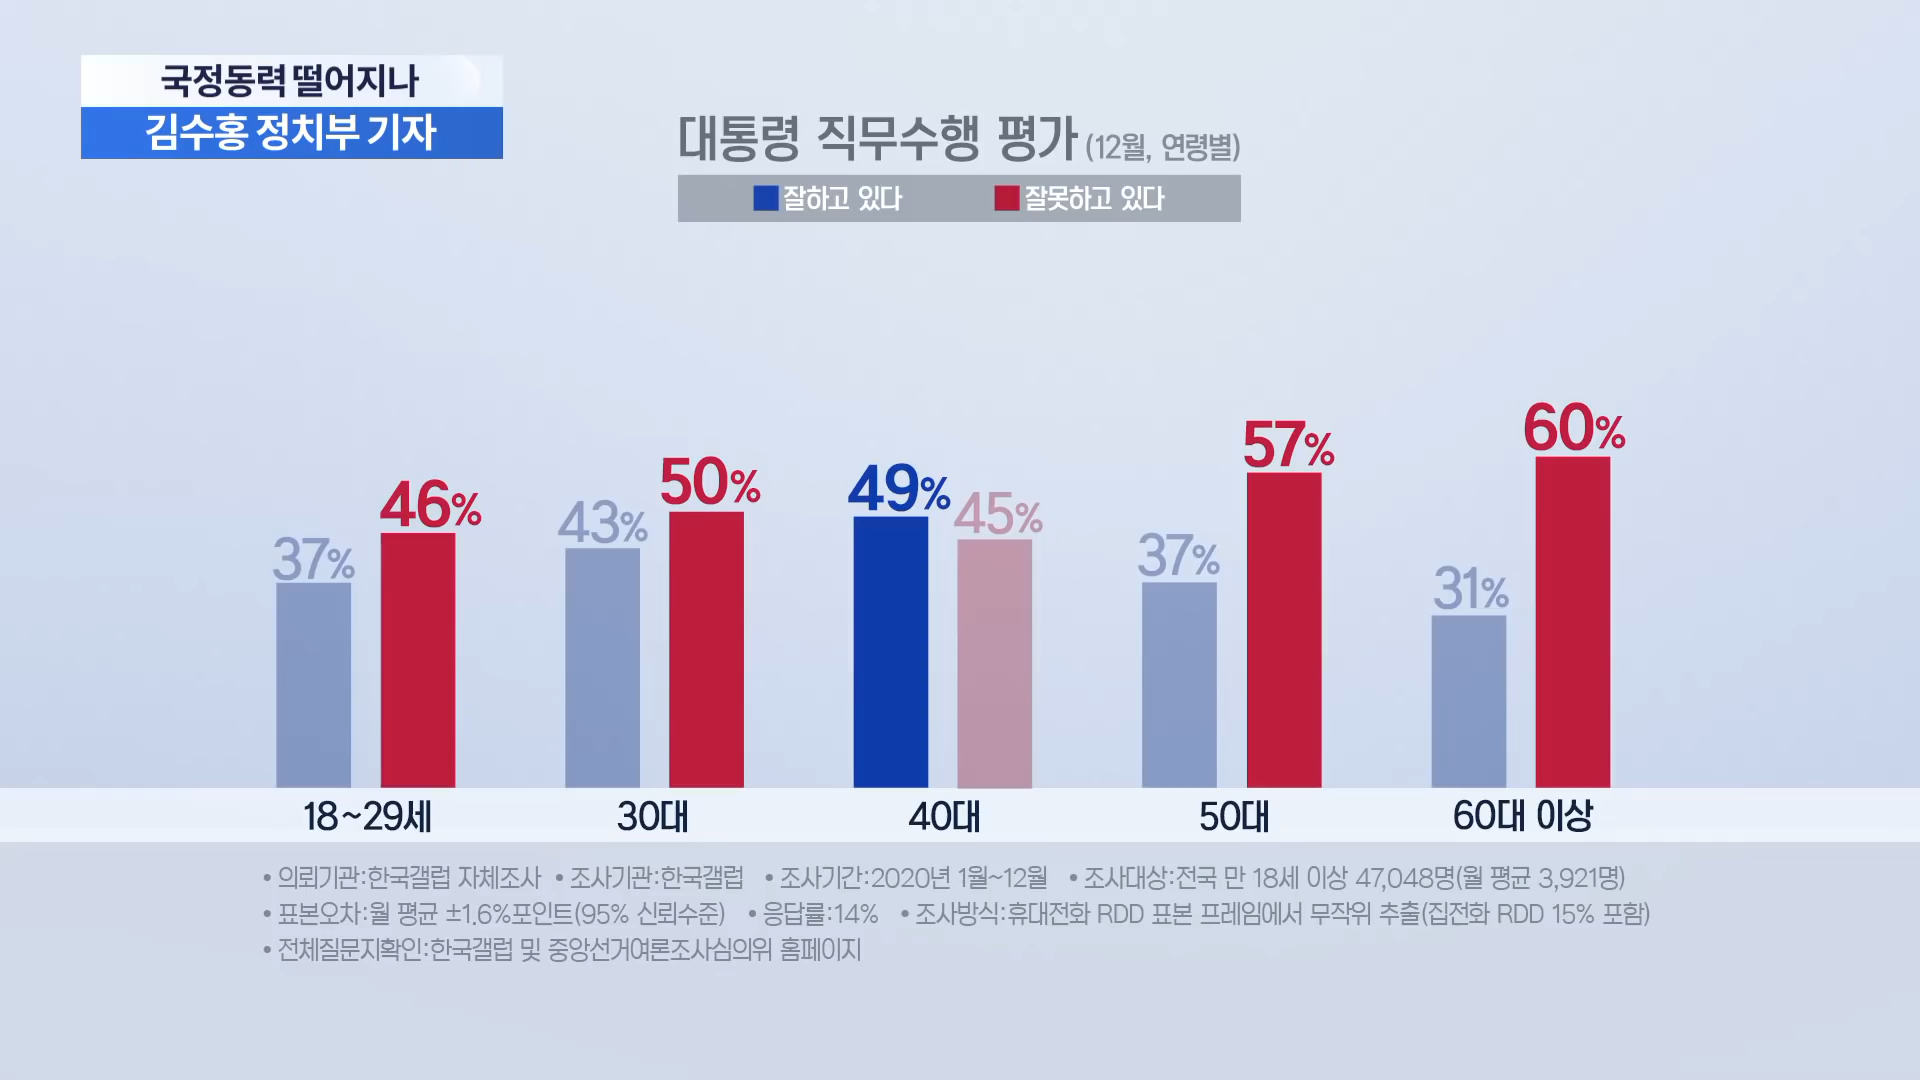 국정동력 떨어지나
김수홍 정치부 기자
대통령 직무수행 평가 (12월, 연령별)
잘하고 있다 잘못하고 있다
37% 46% 43% 50% 49% 45% 37% 57% 31% 60%
18~29세 30대 40대 50대 60대 이상
• 의뢰기관:한국갤럽 자체조사 • 조사기관:한국갤럽 • 조사기간:2020년 1월~12월 • 조사대상:전국 만 18세 이상 47,048명(월 평균 3,921명)
• 표본오차:월 평균 ±1.6%포인트(95% 신뢰수준) • 응답률:14% • 조사방식:휴대전화 RDD 표본 프레임에서 무작위 추출(집전화 RDD 15% 포함)
• 전체질문지확인:한국갤럽 및 중앙선거여론조사심의위 홈페이지